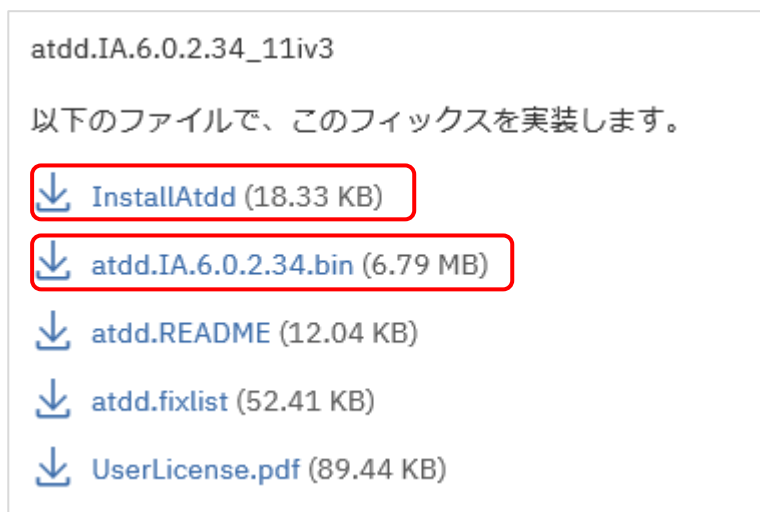 atdd.IA.6.0.2.34_11iv3
以下のファイルで、このフィックスを実装します。
InstallAtdd (18.33 KB)
atdd.IA.6.0.2.34.bin (6.79 MB)
atdd.README (12.04 KB)
atdd.fixlist (52.41 KB)
UserLicense.pdf (89.44 KB)